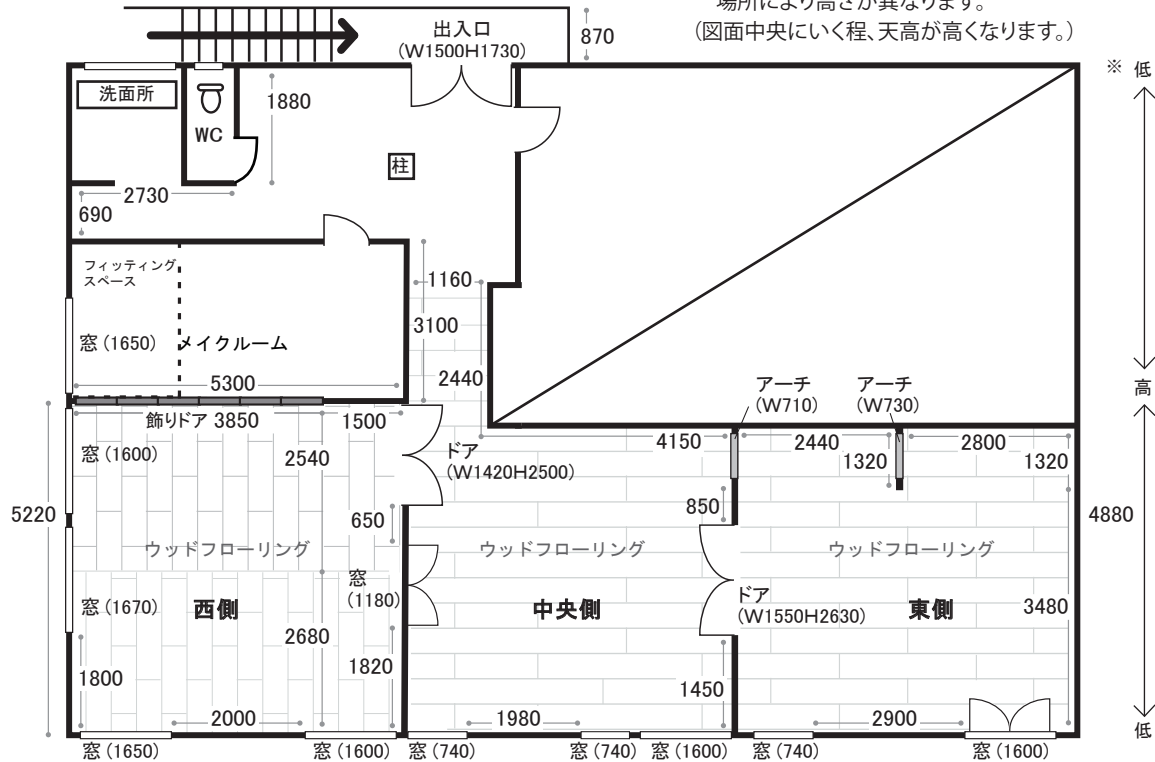 場所により高さが異なります。
（図面中央にいく程、天高が高くなります。）
出入口
（W1500H1730）
870
※ 低
洗面所
WC
1880
柱
2730
690
フィッティング
スペース
1160
3100
窓（1650）
メイクルーム
5300
2440
高
アーチ
（W710）
アーチ
（W730）
飾りドア 3850
1500
窓（1600）
2540
ドア
（W1420H2500）
4150
2440
1320
2800
1320
5220
650
850
4880
ウッドフローリング
ウッドフローリング
ウッドフローリング
窓
（1180）
窓（1670）
西側
中央側
ドア
（W1550H2630）
東側
3480
2680
1800
1820
1450
2000
1980
2900
低
窓（1650）
窓（1600）
窓（740）
窓（740）
窓（1600）
窓（740）
窓（1600）